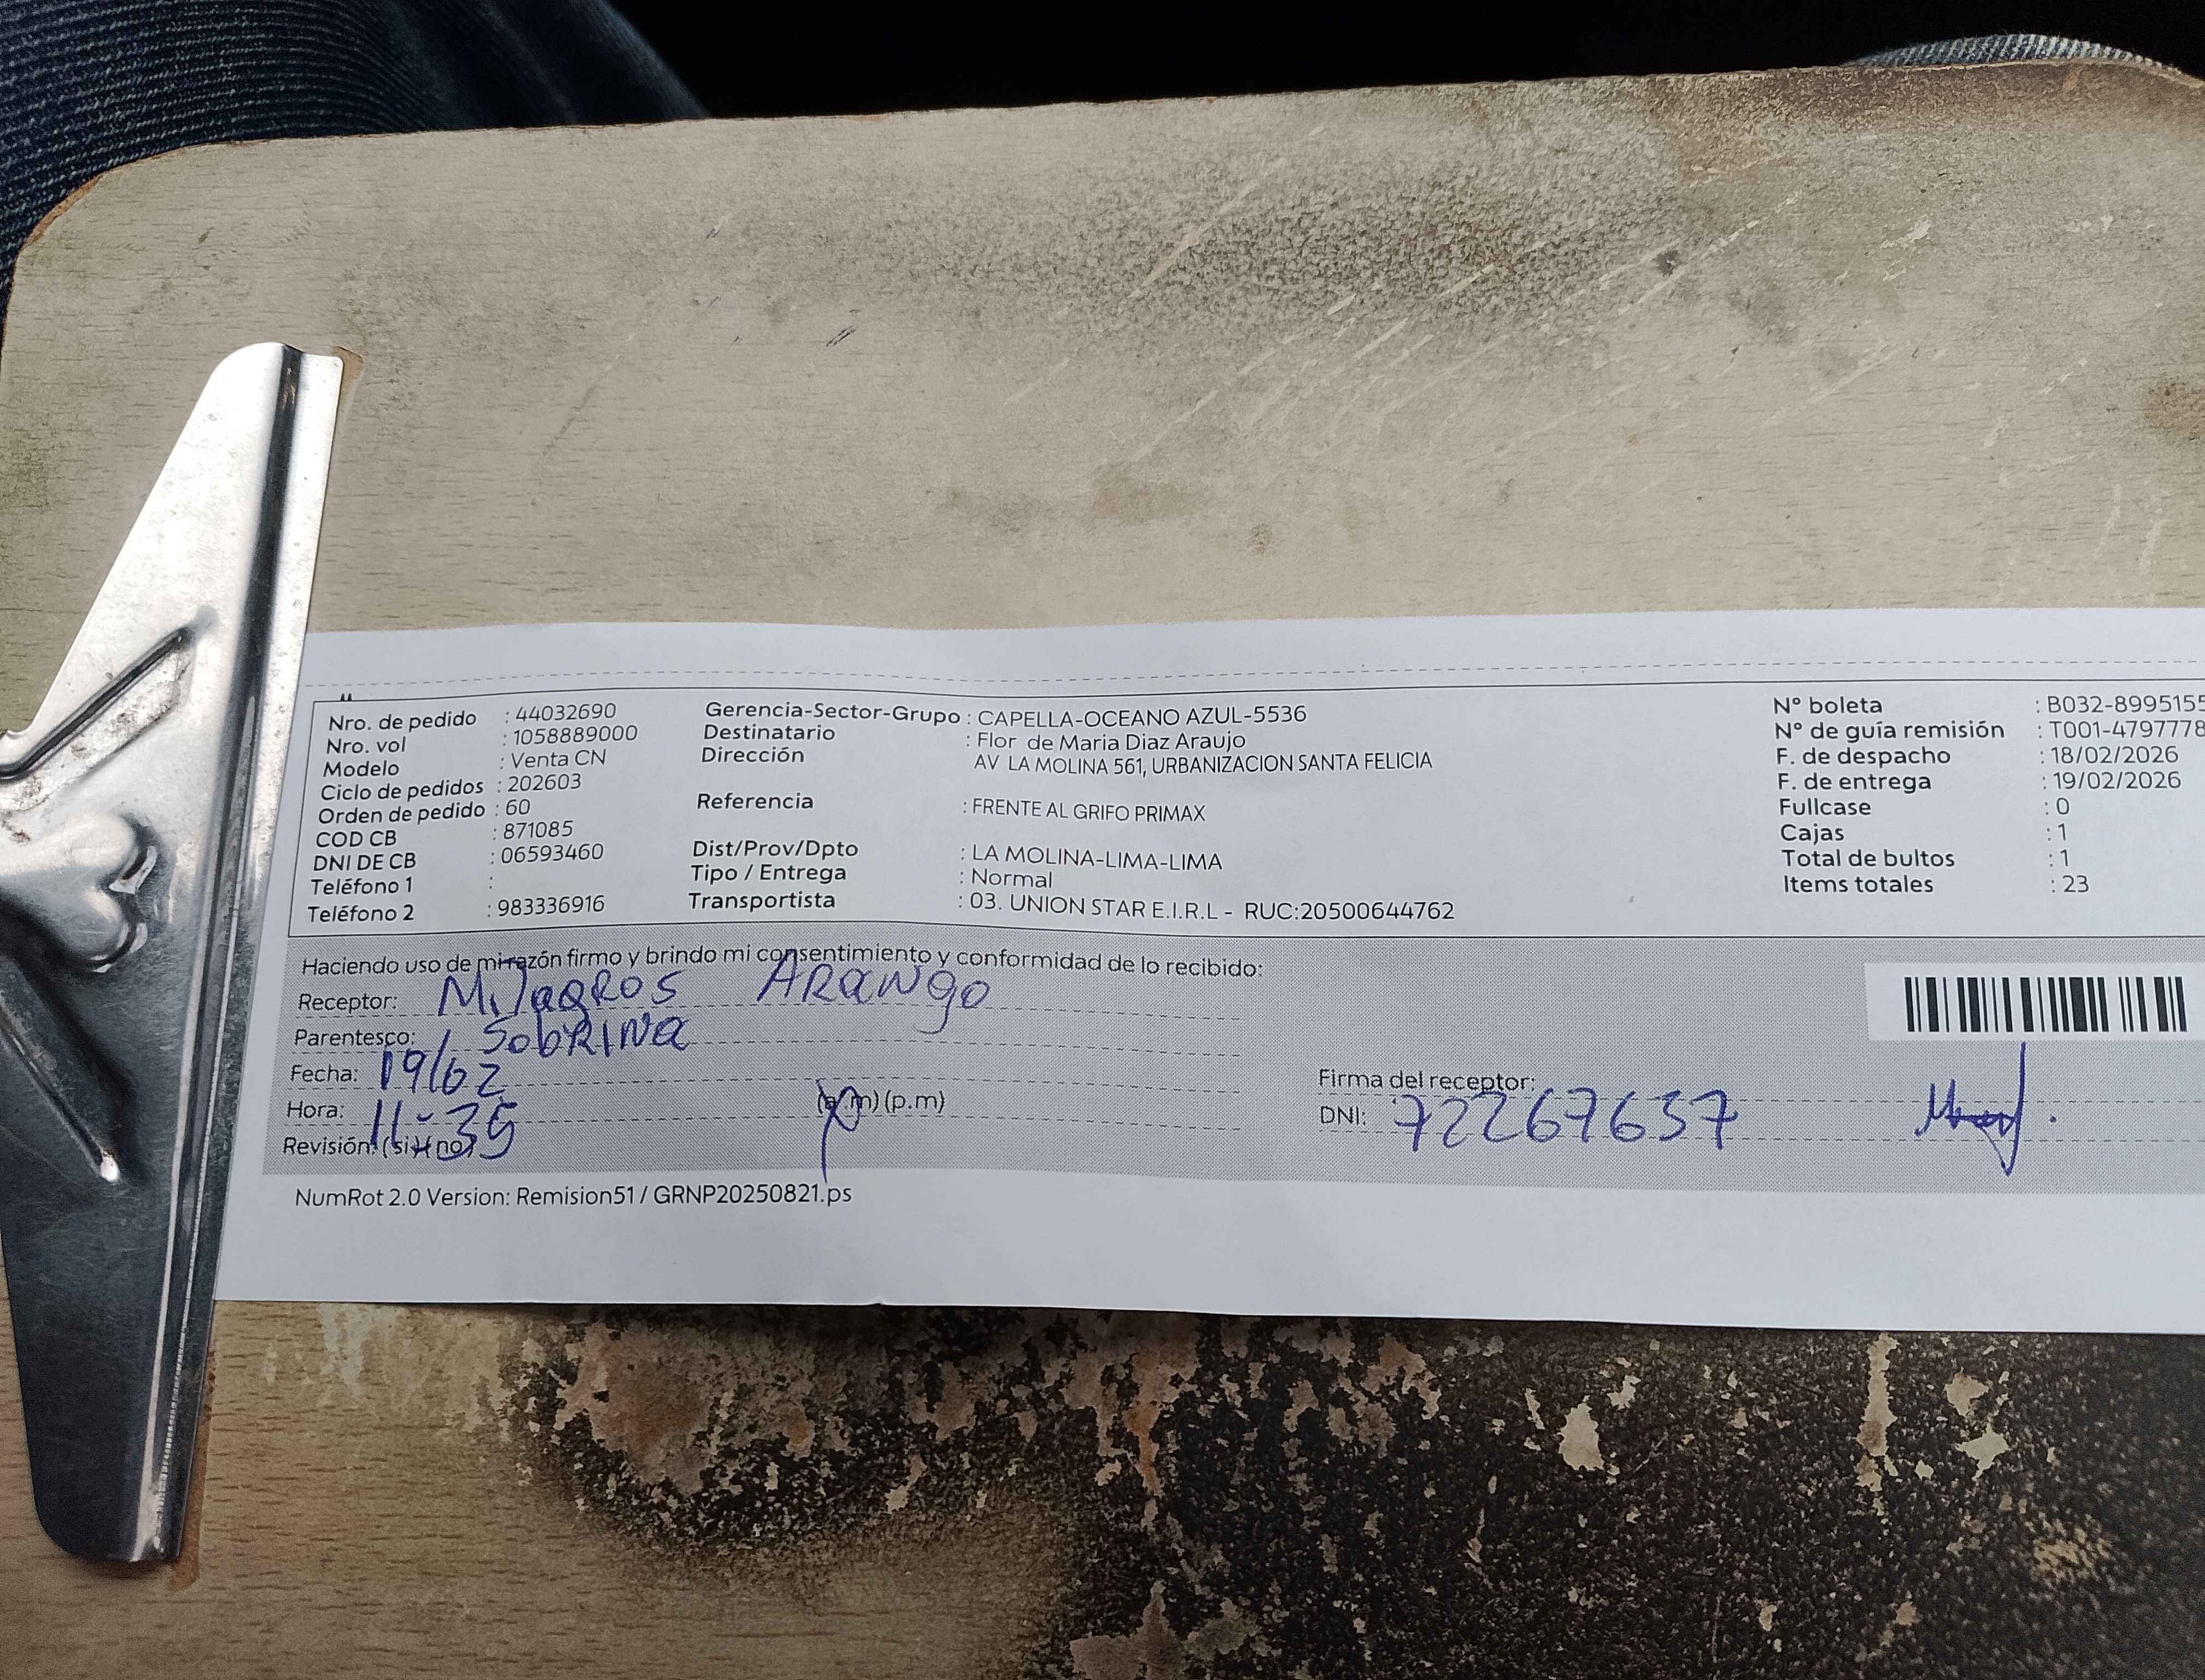 Nro. de pedido : 44032690
Nro. vol : 1058889000
Modelo : Venta CN
Ciclo de pedidos : 202603
Orden de pedido : 60
COD CB : 871085
DNI DE CB : 06593460
Teléfono 1 :
Teléfono 2 : 983336916
Gerencia-Sector-Grupo : CAPELLA-OCEANO AZUL-5536
Destinatario : Flor de Maria Diaz Araujo
Dirección AV LA MOLINA 561, URBANIZACION SANTA FELICIA
Referencia : FRENTE AL GRIFO PRIMAX
Dist/Prov/Dpto : LA MOLINA-LIMA-LIMA
Tipo / Entrega : Normal
Transportista : 03. UNION STAR E.I.R.L - RUC:20500644762
N° boleta : B032-8995155
N° de guía remisión : T001-4797778
F. de despacho : 18/02/2026
F. de entrega : 19/02/2026
Fullcase : 0
Cajas : 1
Total de bultos : 1
Items totales : 23
Haciendo uso de mi razón firmo y brindo mi consentimiento y conformidad de lo recibido:
Receptor: Milagros Arango
Parentesco: Sobrina
Fecha: 19/02
Hora: 11-35 (a.m) (p.m)
Revisión: (si) (no)
Firma del receptor:
DNI: 72267637
NumRot 2.0 Version: Remision51 / GRNP20250821.ps